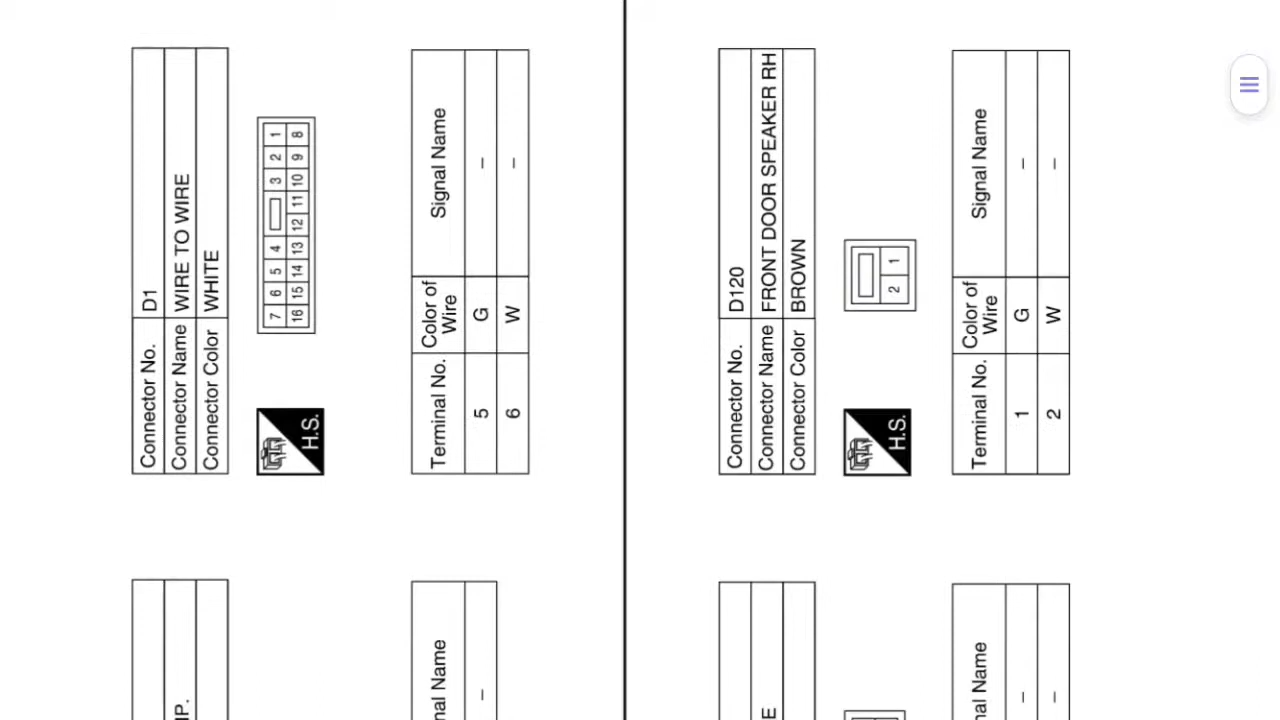 Connector No. D1
Connector Name WIRE TO WIRE
Connector Color WHITE
7 6 5 4 3 2 1
16 15 14 13 12 11 10 9 8
H.S.
Terminal No. Color of Wire Signal Name
5 G –
6 W –
Connector No. D120
Connector Name FRONT DOOR SPEAKER RH
Connector Color BROWN
2 1
H.S.
Terminal No. Color of Wire Signal Name
1 G –
2 W –
IP.
nal Name
–
E
nal Name
–
–